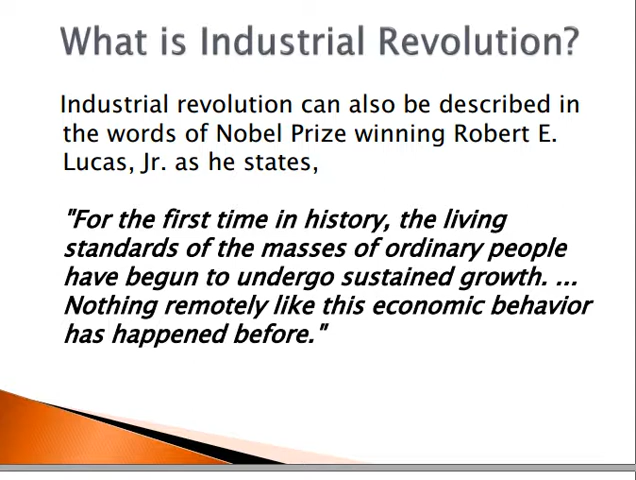 What is Industrial Revolution?
Industrial revolution can also be described in
the words of Nobel Prize winning Robert E.
Lucas, Jr. as he states,
"For the first time in history, the living
standards of the masses of ordinary people
have begun to undergo sustained growth. ...
Nothing remotely like this economic behavior
has happened before."